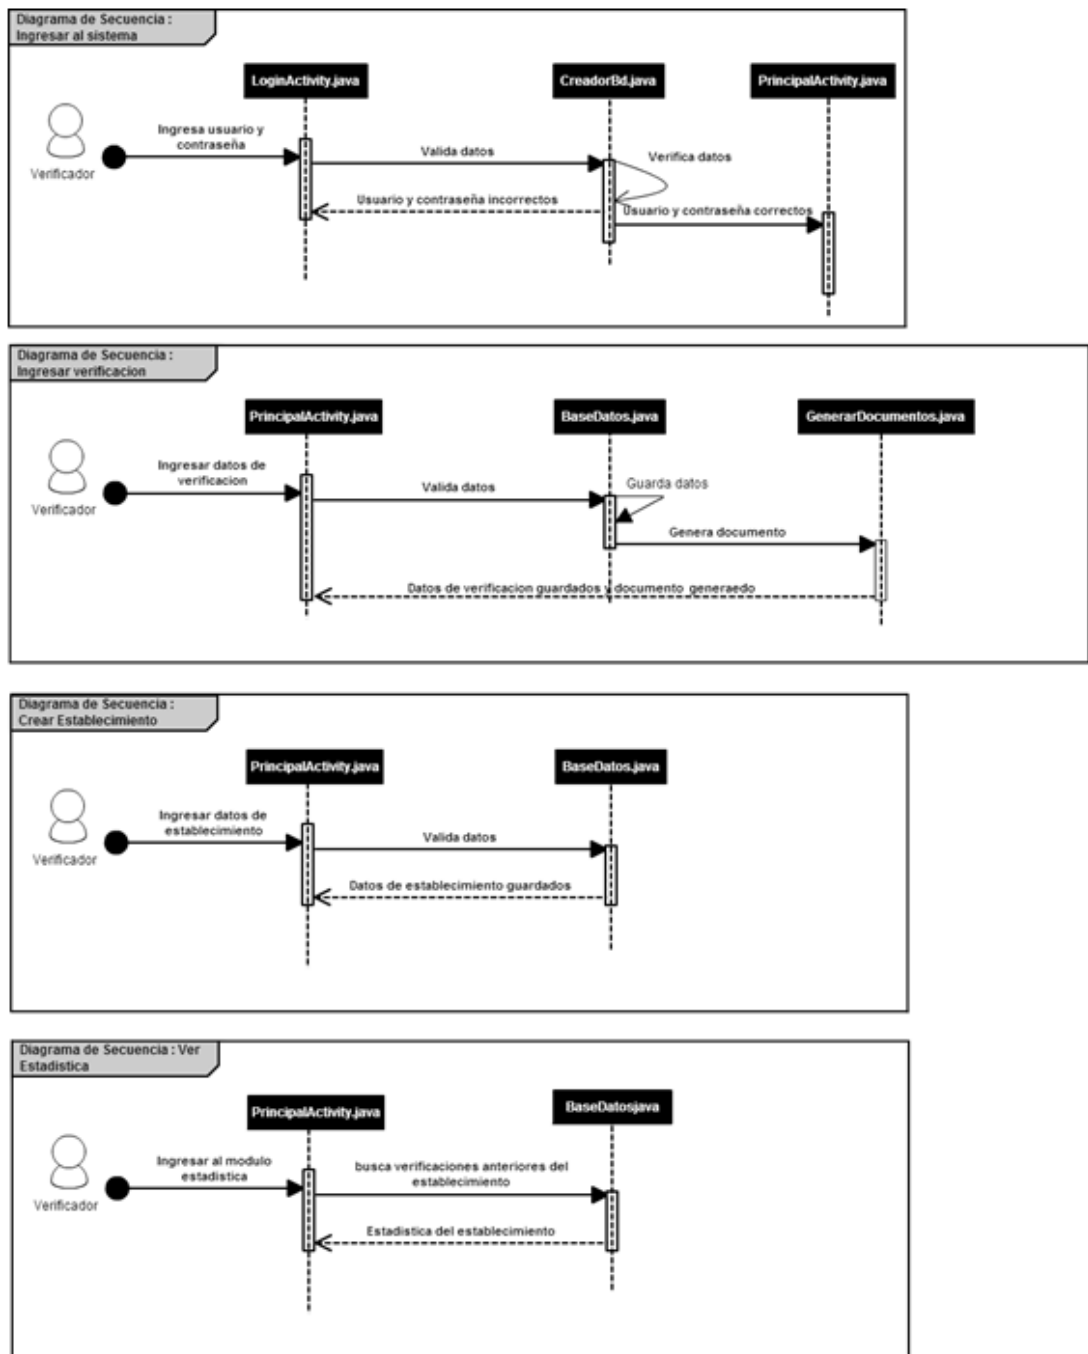 Diagrama de Secuencia :
Ingresar al sistema
LoginActivity.java
CreadorBd.java
PrincipalActivity.java
Verificador
Ingresa usuario y
contraseña
Valida datos
Verifica datos
Usuario y contraseña incorrectos
Usuario y contraseña correctos
Diagrama de Secuencia :
Ingresar verificacion
PrincipalActivity.java
BaseDatos.java
GenerarDocumentos.java
Verificador
Ingresar datos de
verificacion
Valida datos
Guarda datos
Genera documento
Datos de verificacion guardados y documento generaedo
Diagrama de Secuencia :
Crear Establecimiento
PrincipalActivity.java
BaseDatos.java
Verificador
Ingresar datos de
establecimiento
Valida datos
Datos de establecimiento guardados
Diagrama de Secuencia : Ver
Estadistica
PrincipalActivity.java
BaseDatosjava
Verificador
Ingresar al modulo
estadistica
busca verificaciones anteriores del
establecimiento
Estadistica del establecimiento